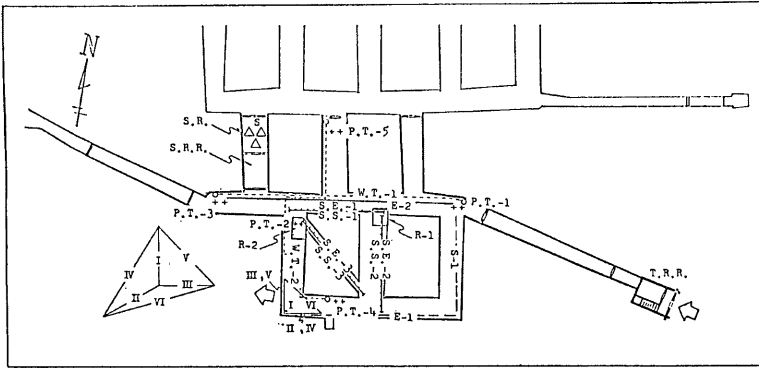 N
S.R.
S
P.T.-5
S.R.R.
W.T.-1
P.T.-1
P.T.-3
S.E.-1
E-2
S.S.-1
P.T.-2
R-2
R-1
W.T.-2
S.E.-3
S.S.-3
S.E.-2
S.S.-2
S-1
T.R.R.
IV
I
V
II
III
VI
III,V
I
VI
P.T.-4
E-1
II,IV